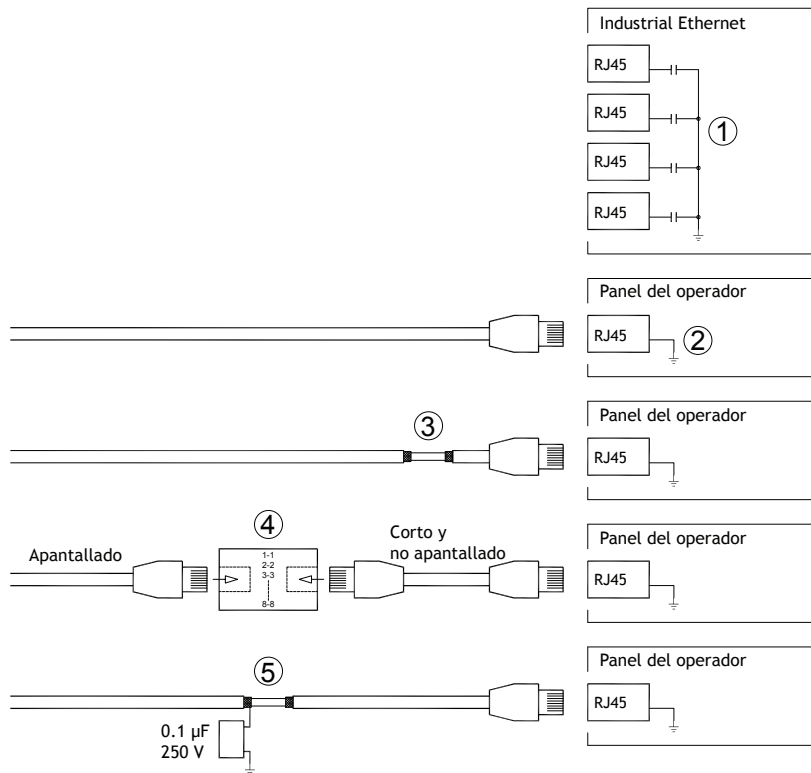 Industrial Ethernet
RJ45
RJ45
1
RJ45
RJ45
Panel del operador
RJ45
2
3
Panel del operador
RJ45
4
Apantallado
1-1
2-2
3-3
8-8
Corto y
no apantallado
Panel del operador
RJ45
5
0.1 µF
250 V
Panel del operador
RJ45